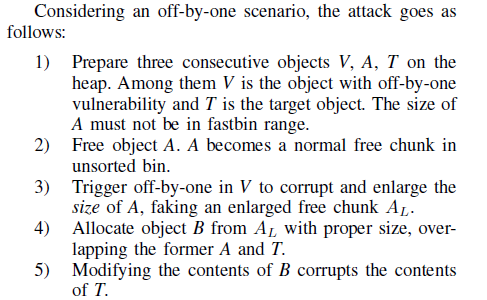 Considering an off-by-one scenario, the attack goes as
follows:
1) Prepare three consecutive objects V, A, T on the
heap. Among them V is the object with off-by-one
vulnerability and T is the target object. The size of
A must not be in fastbin range.
2) Free object A. A becomes a normal free chunk in
unsorted bin.
3) Trigger off-by-one in V to corrupt and enlarge the
size of A, faking an enlarged free chunk A_L.
4) Allocate object B from A_L with proper size, over-
lapping the former A and T.
5) Modifying the contents of B corrupts the contents
of T.